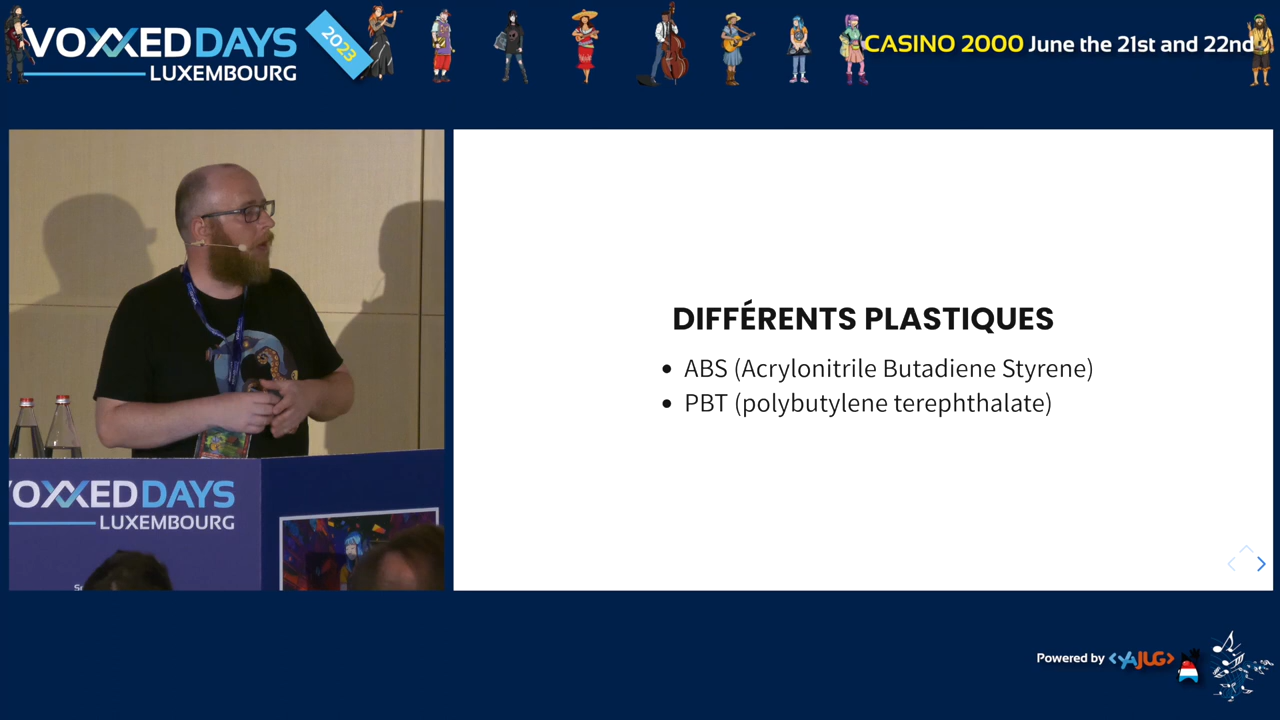 VOXXED DAYS
LUXEMBOURG
2023
CASINO 2000 June the 21st and 22nd
DIFFÉRENTS PLASTIQUES
• ABS (Acrylonitrile Butadiene Styrene)
• PBT (polybutylene terephthalate)
VOXXED DAYS
LUXEMBOURG
Powered by <YAJUG>